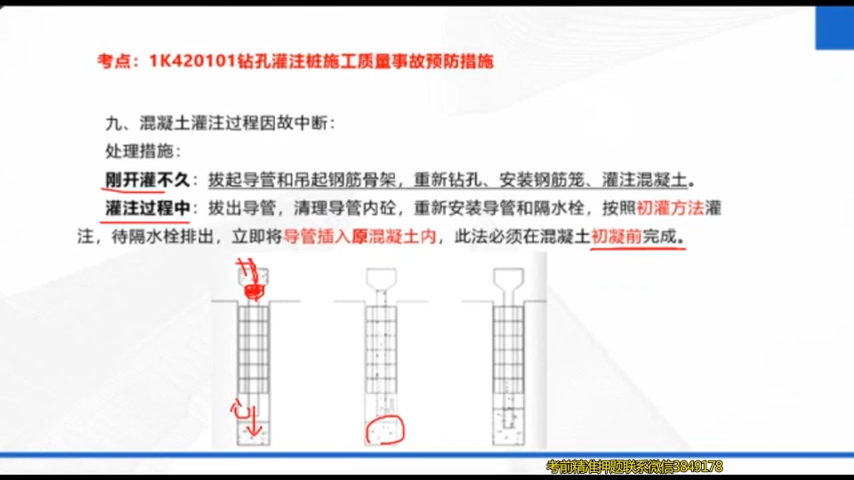 考点：1K420101钻孔灌注桩施工质量事故预防措施
九、混凝土灌注过程因故中断：
处理措施：
刚开灌不久：拔起导管和吊起钢筋骨架，重新钻孔、安装钢筋笼、灌注混凝土。
灌注过程中：拔出导管，清理导管内砼，重新安装导管和隔水栓，按照初灌方法灌
注，待隔水栓排出，立即将导管插入原混凝土内，此法必须在混凝土初凝前完成。
考前精准押题联系微信3849178